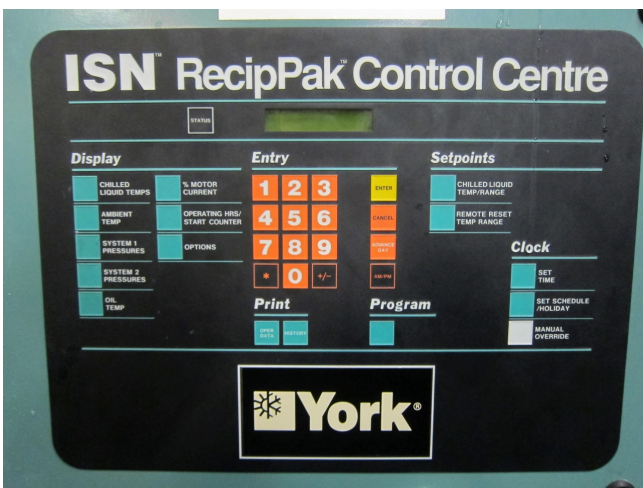 ISN™ RecipPak™ Control Centre
STATUS
Display
CHILLED
LIQUID TEMPS
% MOTOR
CURRENT
AMBIENT
TEMP
OPERATING HRS/
START COUNTER
SYSTEM 1
PRESSURES
OPTIONS
SYSTEM 2
PRESSURES
OIL
TEMP
Entry
1 2 3
ENTER
4 5 6
CANCEL
7 8 9
ADVANCE
DAY
* 0 +/−
AM/PM
Print
OPER
DATA
HISTORY
Program
Setpoints
CHILLED LIQUID
TEMP/RANGE
REMOTE RESET
TEMP RANGE
Clock
SET
TIME
SET SCHEDULE
/HOLIDAY
MANUAL
OVERRIDE
York®